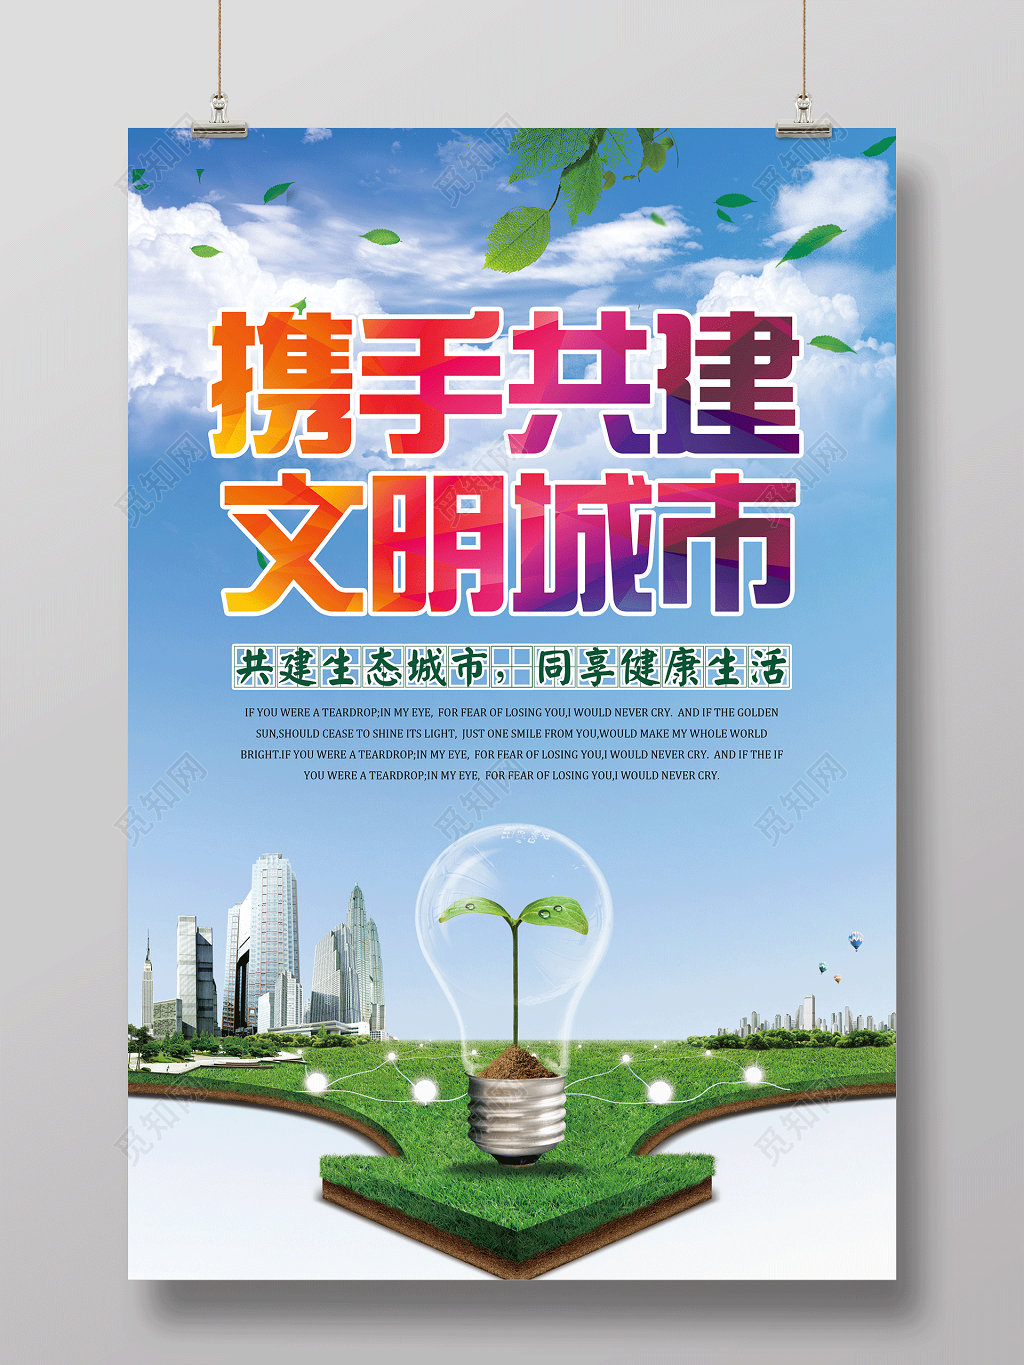 携手共建
文明城市
共建生态城市，同享健康生活
IF YOU WERE A TEARDROP;IN MY EYE, FOR FEAR OF LOSING YOU,I WOULD NEVER CRY. AND IF THE GOLDEN
SUN,SHOULD CEASE TO SHINE ITS LIGHT, JUST ONE SMILE FROM YOU,WOULD MAKE MY WHOLE WORLD
BRIGHT.IF YOU WERE A TEARDROP;IN MY EYE, FOR FEAR OF LOSING YOU,I WOULD NEVER CRY. AND IF THE IF
YOU WERE A TEARDROP;IN MY EYE, FOR FEAR OF LOSING YOU,I WOULD NEVER CRY.
觅知网